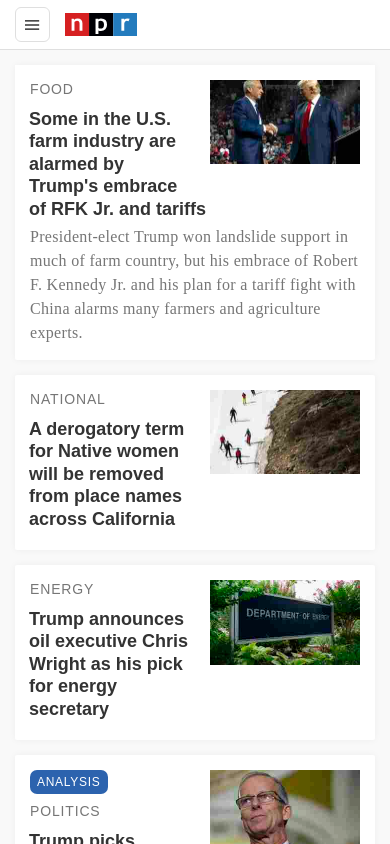 npr
FOOD
Some in the U.S.
farm industry are
alarmed by
Trump's embrace
of RFK Jr. and tariffs
President-elect Trump won landslide support in
much of farm country, but his embrace of Robert
F. Kennedy Jr. and his plan for a tariff fight with
China alarms many farmers and agriculture
experts.
NATIONAL
A derogatory term
for Native women
will be removed
from place names
across California
ENERGY
Trump announces
oil executive Chris
Wright as his pick
for energy
secretary
DEPARTMENT OF ENERGY
ANALYSIS
POLITICS
Trump picks